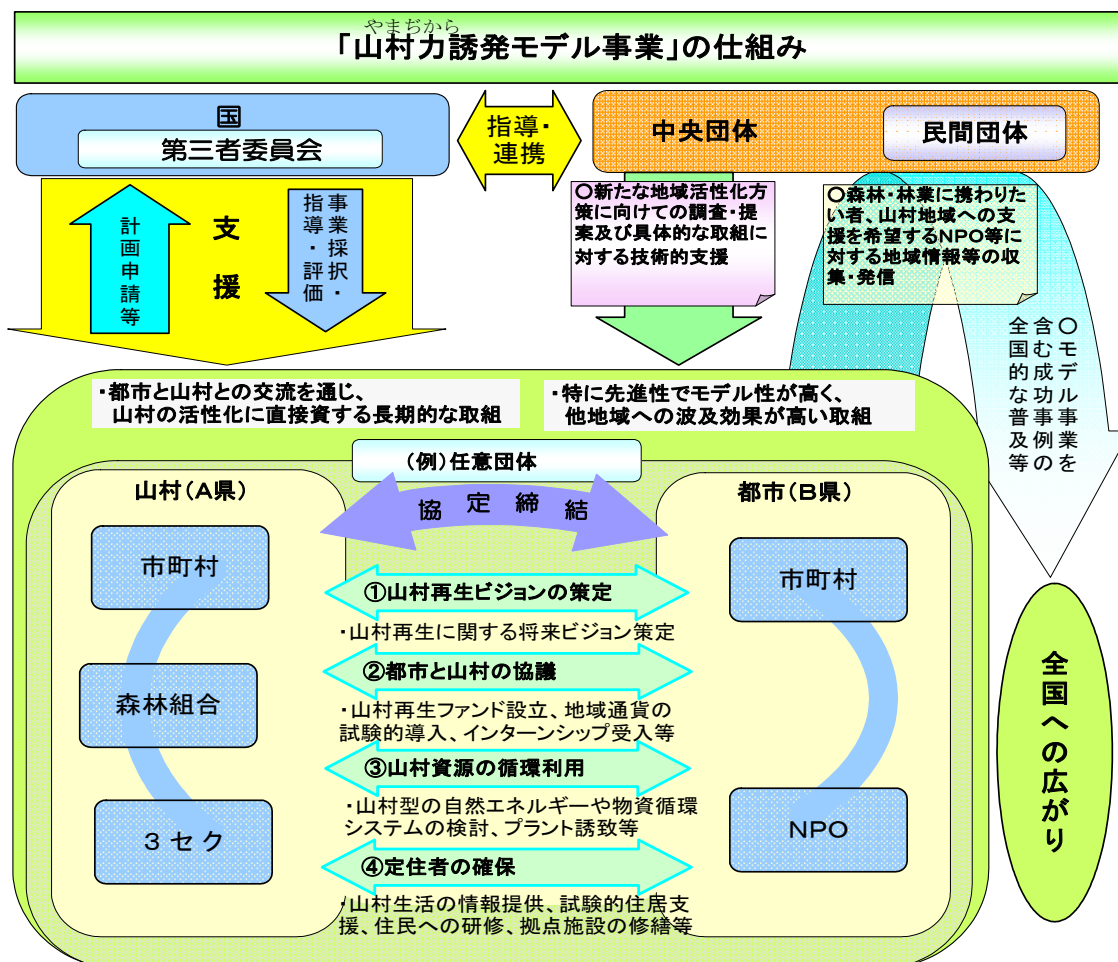 やまぢから
「山村力誘発モデル事業」の仕組み
国
第三者委員会
指導・
連携
中央団体
民間団体
計画申請等
支援
事業採択・
指導・評価
○新たな地域活性化方
策に向けての調査・提
案及び具体的な取組に
対する技術的支援
○森林・林業に携わりた
い者、山村地域への支
援を希望するNPO等に
対する地域情報等の収
集・発信
○モデル事業を
含む成功事例の
全国的な普及等
・都市と山村との交流を通じ、
山村の活性化に直接資する長期的な取組
・特に先進性でモデル性が高く、
他地域への波及効果が高い取組
(例)任意団体
協定締結
山村(A県)
市町村
森林組合
3セク
都市(B県)
市町村
NPO
①山村再生ビジョンの策定
・山村再生に関する将来ビジョン策定
②都市と山村の協議
・山村再生ファンド設立、地域通貨の
試験的導入、インターンシップ受入等
③山村資源の循環利用
・山村型の自然エネルギーや物資循環
システムの検討、プラント誘致等
④定住者の確保
・山村生活の情報提供、試験的住居支
援、住民への研修、拠点施設の修繕等
全国への広がり